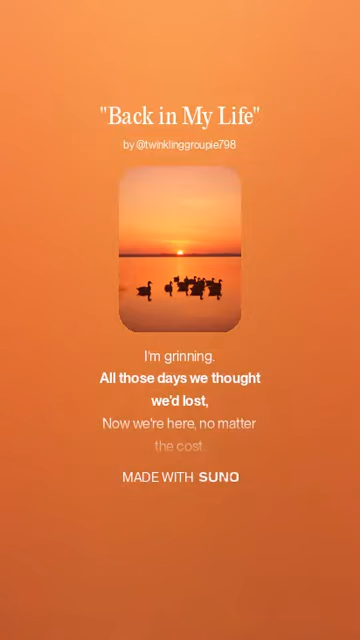 "Back in My Life"
by @twinklinggroupie798
I'm grinning.
All those days we thought
we'd lost,
Now we're here, no matter
the cost.
MADE WITH SUNO